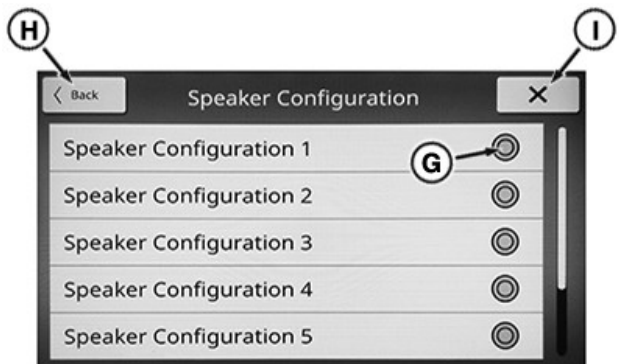 H
I
Back
Speaker Configuration
Speaker Configuration 1
G
Speaker Configuration 2
Speaker Configuration 3
Speaker Configuration 4
Speaker Configuration 5